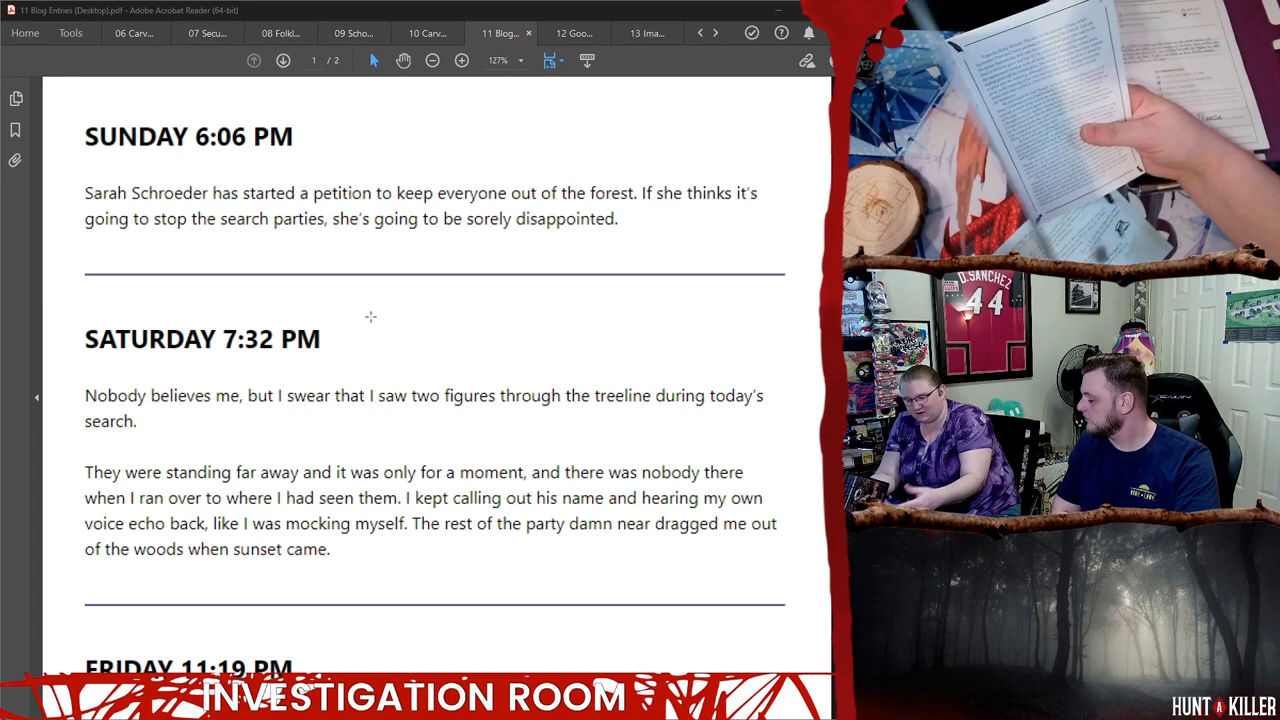 11 Blog Entries (Desktop).pdf - Adobe Acrobat Reader (64-bit)
Home Tools 06 Carv... 07 Secu... 08 Folkl... 09 Scho... 10 Carv... 11 Blog... × 12 Goo... 13 Ima...
1 / 2 127%
SUNDAY 6:06 PM
Sarah Schroeder has started a petition to keep everyone out of the forest. If she thinks it's
going to stop the search parties, she's going to be sorely disappointed.
SATURDAY 7:32 PM
Nobody believes me, but I swear that I saw two figures through the treeline during today's
search.
They were standing far away and it was only for a moment, and there was nobody there
when I ran over to where I had seen them. I kept calling out his name and hearing my own
voice echo back, like I was mocking myself. The rest of the party damn near dragged me out
of the woods when sunset came.
FRIDAY 11:19 PM
INVESTIGATION ROOM
D.SANCHEZ
44
HUNT A KILLER